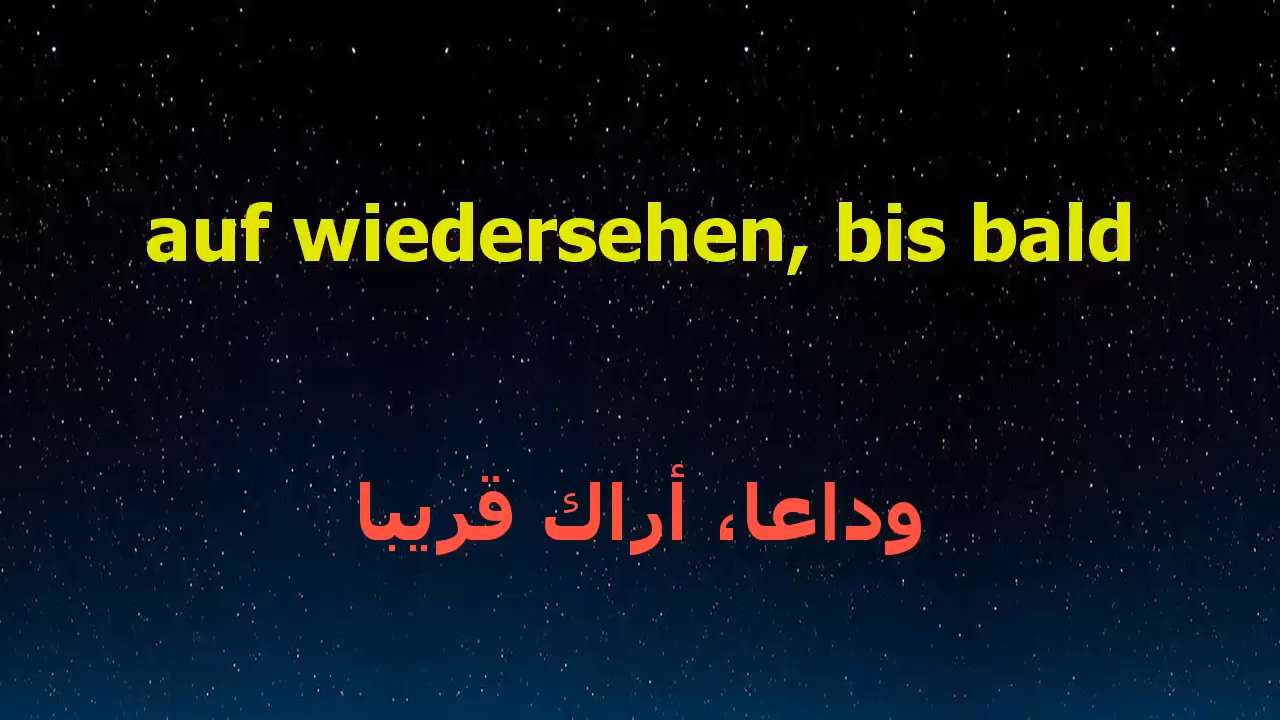 auf wiedersehen, bis bald
وداعا، أراك قريبا